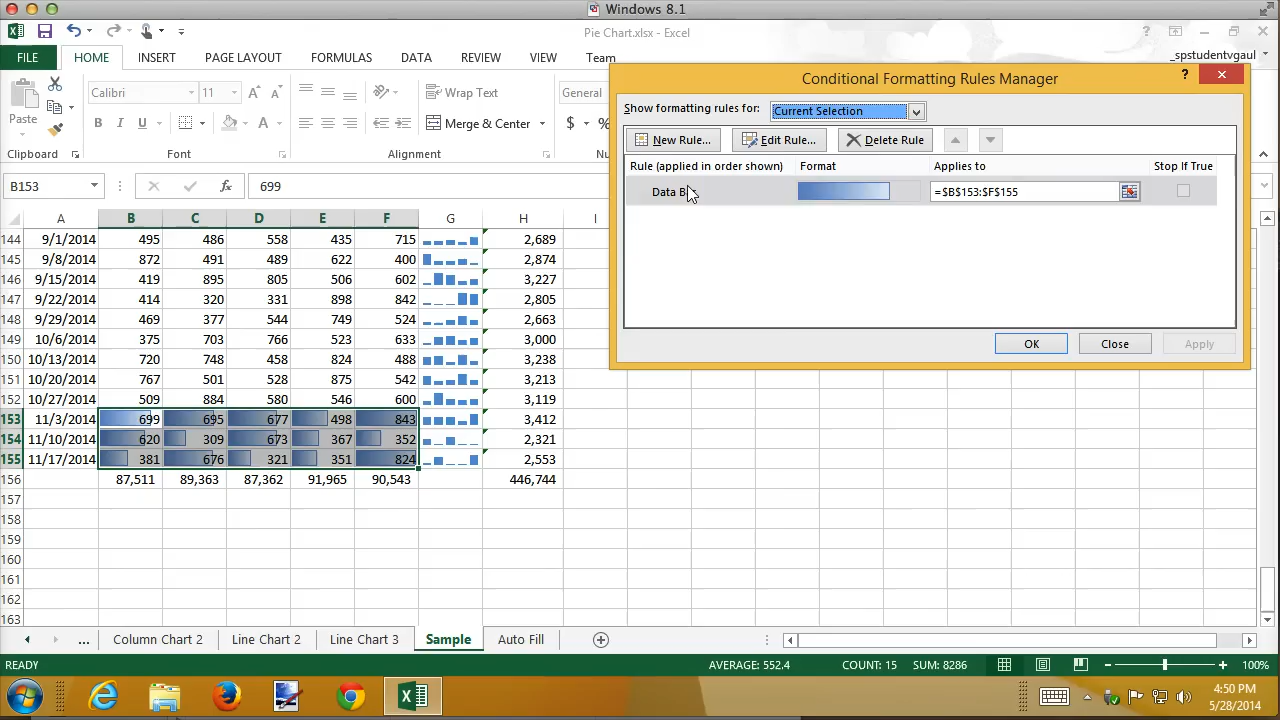 Windows 8.1
Pie Chart.xlsx - Excel
FILE HOME INSERT PAGE LAYOUT FORMULAS DATA REVIEW VIEW Team _spstudentvgaul
Paste
Calibri 11
Wrap Text
General
B I U A
Merge & Center
$ %
Clipboard Font Alignment
B153 fx 699
A B C D E F G H I
144 9/1/2014 495 486 558 435 715 2,689
145 9/8/2014 872 491 489 622 400 2,874
146 9/15/2014 419 895 805 506 602 3,227
147 9/22/2014 414 320 331 898 842 2,805
148 9/29/2014 469 377 544 749 524 2,663
149 10/6/2014 375 703 766 523 633 3,000
150 10/13/2014 720 748 458 824 488 3,238
151 10/20/2014 767 501 528 875 542 3,213
152 10/27/2014 509 884 580 546 600 3,119
153 11/3/2014 699 695 677 498 843 3,412
154 11/10/2014 620 309 673 367 352 2,321
155 11/17/2014 381 676 321 351 824 2,553
156 87,511 89,363 87,362 91,965 90,543 446,744
157
158
159
160
161
162
163
Conditional Formatting Rules Manager ?
Show formatting rules for: Current Selection
New Rule... Edit Rule... Delete Rule
Rule (applied in order shown) Format Applies to Stop If True
Data =$B$153:$F$155
OK Close Apply
... Column Chart 2 Line Chart 2 Line Chart 3 Sample Auto Fill
READY AVERAGE: 552.4 COUNT: 15 SUM: 8286 100%
4:50 PM
5/28/2014